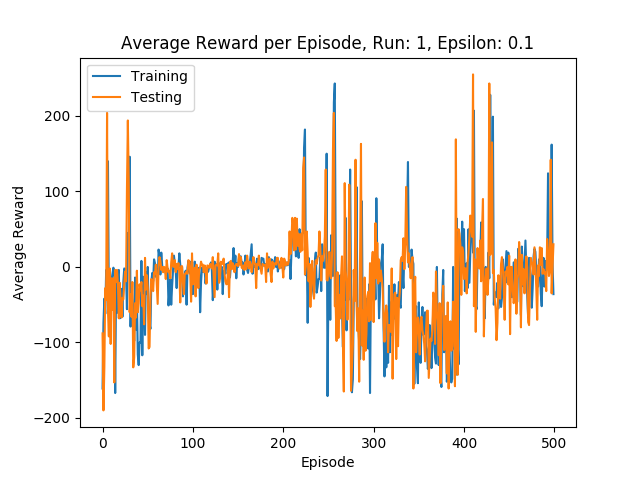 Average Reward per Episode, Run: 1, Epsilon: 0.1
Training
Testing
Average Reward
200
100
0
−100
−200
0
100
200
300
400
500
Episode